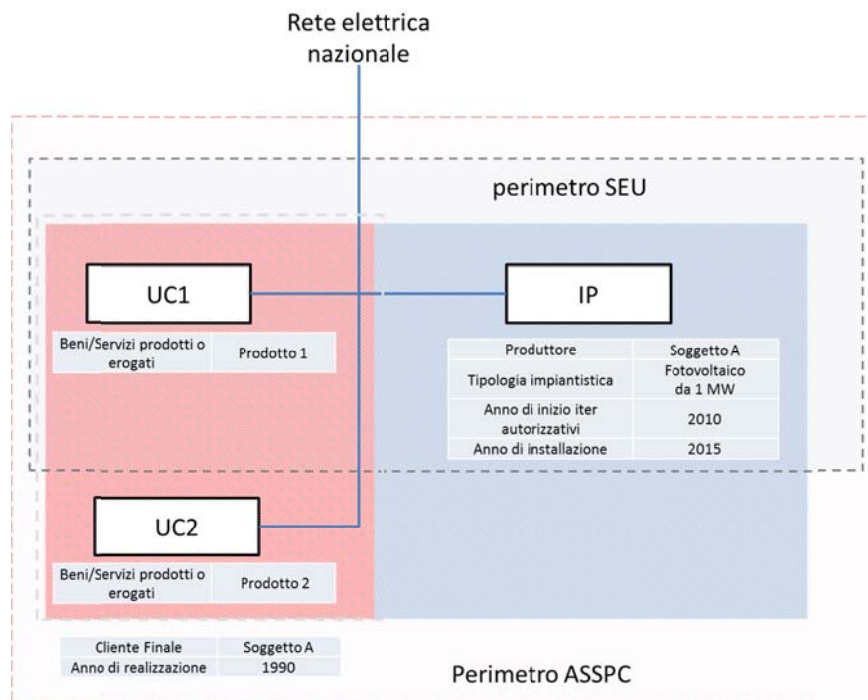 Rete elettrica
nazionale
perimetro SEU
UC1
IP
Beni/Servizi prodotti o
erogati
Prodotto 1
Produttore
Soggetto A
Tipologia impiantistica
Fotovoltaico
da 1 MW
Anno di inizio iter
autorizzativi
2010
Anno di installazione
2015
UC2
Beni/Servizi prodotti o
erogati
Prodotto 2
Cliente Finale
Soggetto A
Anno di realizzazione
1990
Perimetro ASSPC